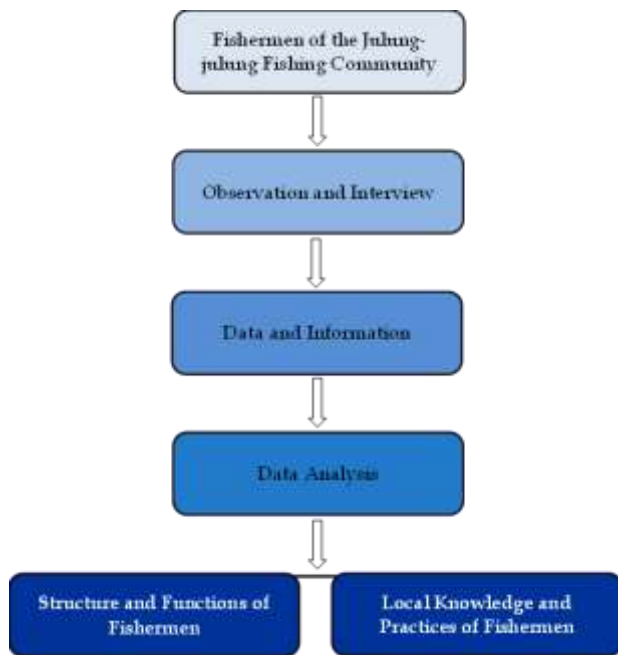 Fishermen of the Julung-
julung Fishing Community
Observation and Interview
Data and Information
Data Analysis
Structure and Functions of
Fishermen
Local Knowledge and
Practices of Fishermen